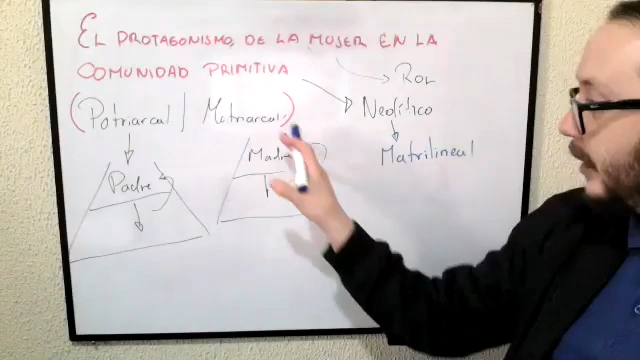 EL PROTAGONISMO DE LA MUJER EN LA
COMUNIDAD PRIMITIVA
Rol
(Patriarcal | Matriarcal)
Neolítico
Matrilineal
Padre
Madre